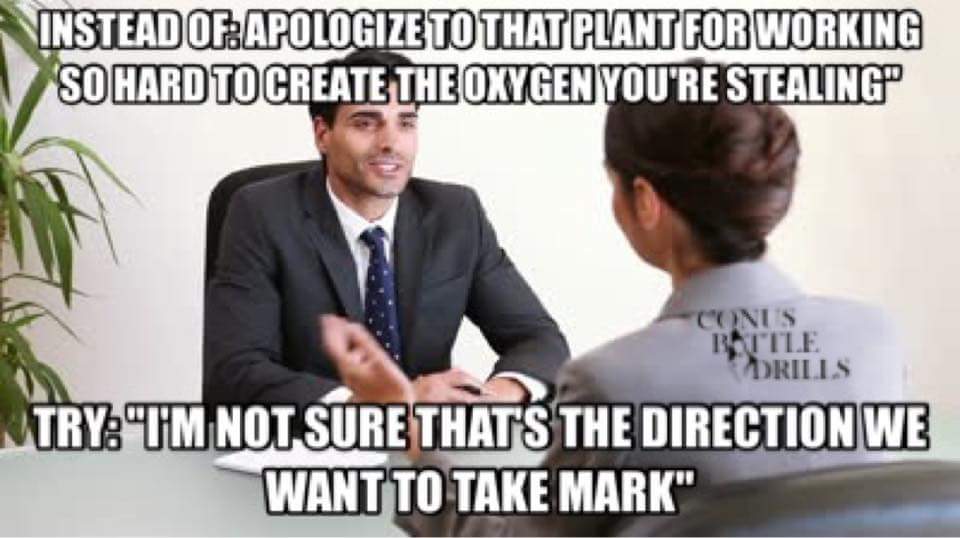 INSTEAD OF: APOLOGIZE TO THAT PLANT FOR WORKING
SO HARD TO CREATE THE OXYGEN YOU'RE STEALING"
CONUS
BATTLE
DRILLS
TRY: "I'M NOT SURE THAT'S THE DIRECTION WE
WANT TO TAKE MARK"